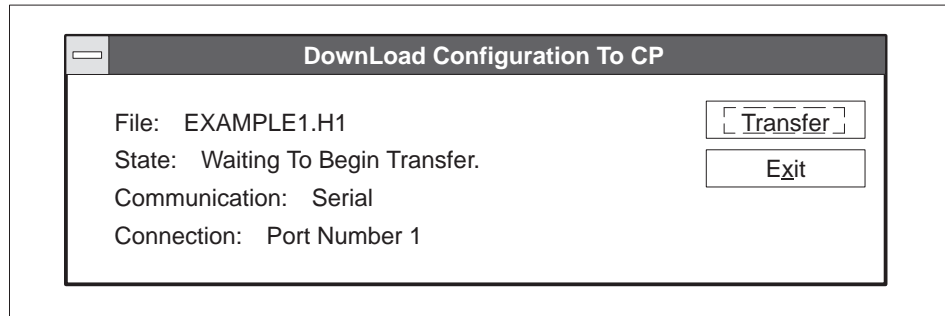 DownLoad Configuration To CP
File: EXAMPLE1.H1
Transfer
State: Waiting To Begin Transfer.
Exit
Communication: Serial
Connection: Port Number 1